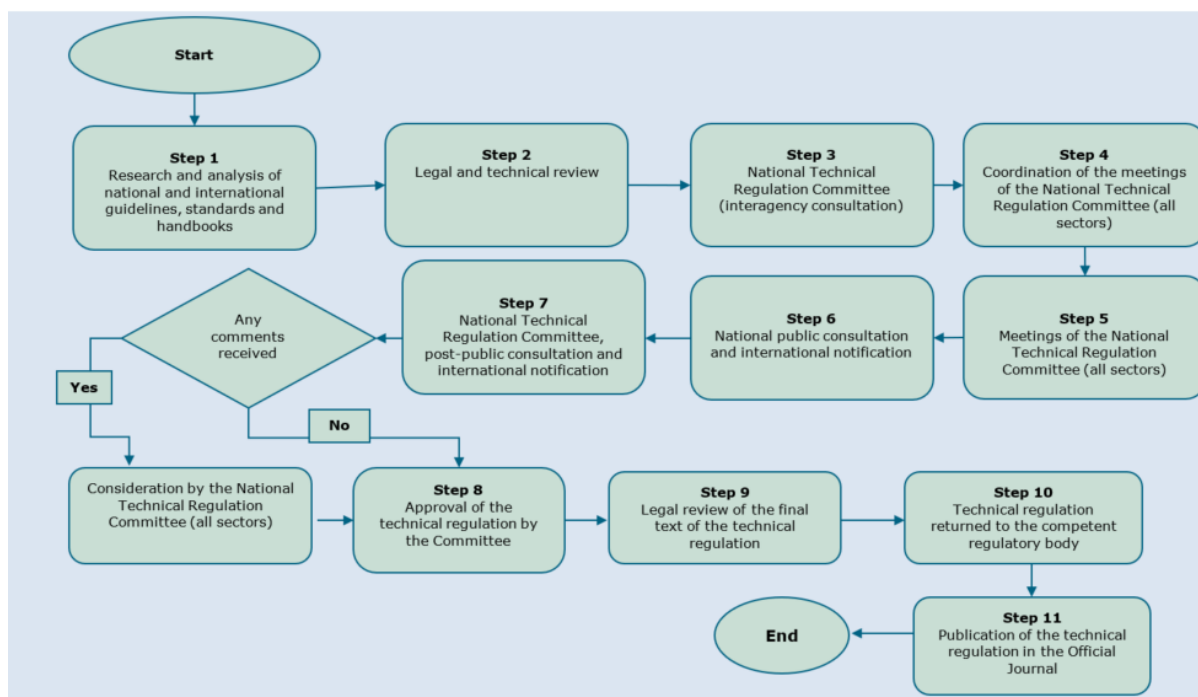 Start
Step 1
Research and analysis of
national and international
guidelines, standards and
handbooks
Step 2
Legal and technical review
Step 3
National Technical
Regulation Committee
(interagency consultation)
Step 4
Coordination of the meetings
of the National Technical
Regulation Committee (all
sectors)
Step 5
Meetings of the National
Technical Regulation
Committee (all sectors)
Step 6
National public consultation
and international notification
Step 7
National Technical
Regulation Committee,
post-public consultation and
international notification
Any
comments
received
Yes
No
Consideration by the National
Technical Regulation
Committee (all sectors)
Step 8
Approval of the
technical regulation by
the Committee
Step 9
Legal review of the final
text of the technical
regulation
Step 10
Technical regulation
returned to the competent
regulatory body
Step 11
Publication of the technical
regulation in the Official
Journal
End